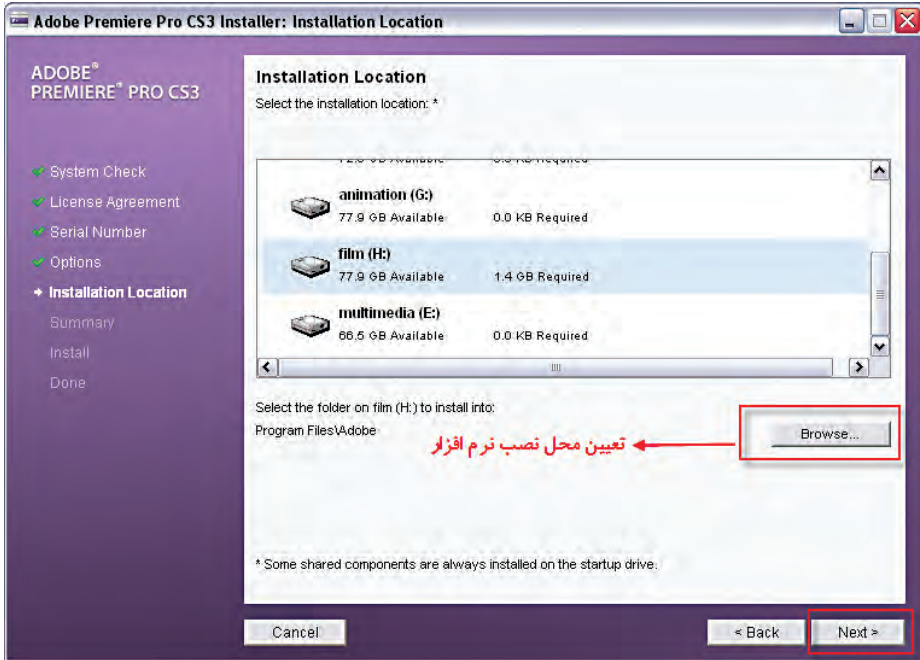 Adobe Premiere Pro CS3 Installer: Installation Location
ADOBE®
PREMIERE® PRO CS3
System Check
License Agreement
Serial Number
Options
Installation Location
Summary
Install
Done
Installation Location
Select the installation location: *
animation (G:)
77.9 GB Available 0.0 KB Required
film (H:)
77.9 GB Available 1.4 GB Required
multimedia (E:)
66.5 GB Available 0.0 KB Required
Select the folder on film (H:) to install into:
Program Files\Adobe
Browse...
تعیین محل نصب نرم افزار
* Some shared components are always installed on the startup drive.
Cancel
< Back
Next >